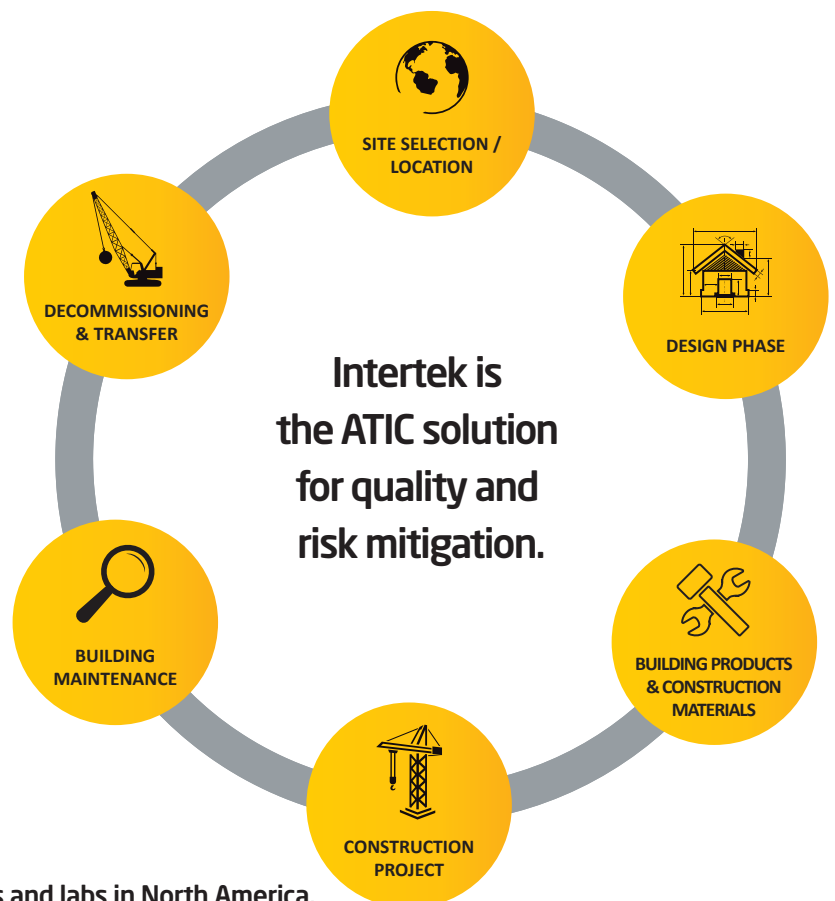 SITE SELECTION /
LOCATION
DECOMMISSIONING
& TRANSFER
DESIGN PHASE
Intertek is
the ATIC solution
for quality and
risk mitigation.
BUILDING
MAINTENANCE
BUILDING PRODUCTS
& CONSTRUCTION
MATERIALS
CONSTRUCTION
PROJECT
and labs in North America.